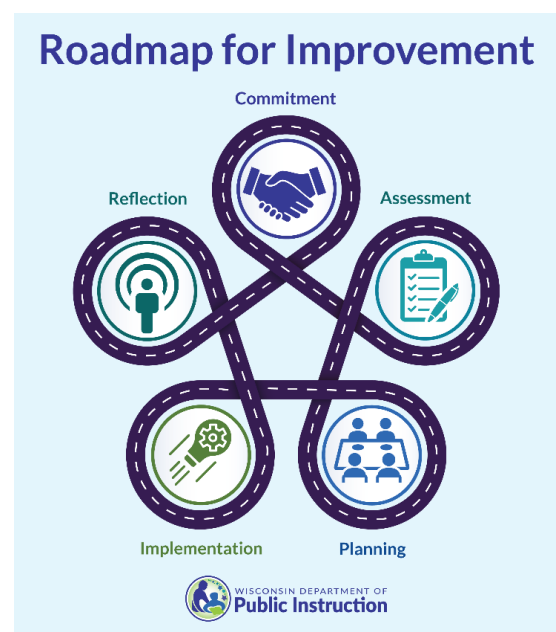 Roadmap for Improvement
Commitment
Reflection
Assessment
Implementation
Planning
WISCONSIN DEPARTMENT OF
Public Instruction